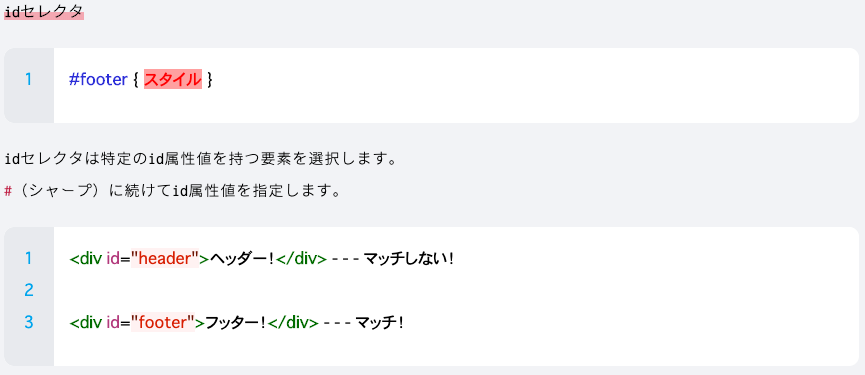 idセレクタ
1 #footer { スタイル }
idセレクタは特定のid属性値を持つ要素を選択します。
#（シャープ）に続けてid属性値を指定します。
1 <div id="header">ヘッダー！</div> --- マッチしない！
2
3 <div id="footer">フッター！</div> --- マッチ！